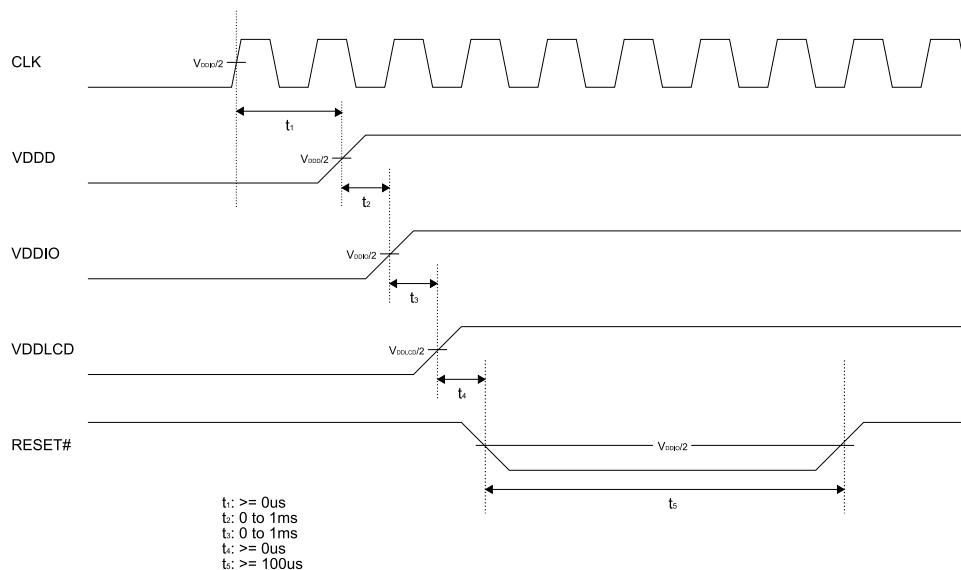 CLK
VDDIO/2
t1
VDDD
VDDD/2
t2
VDDIO
VDDIO/2
t3
VDDLCD
VDDLCD/2
t4
RESET#
VDDIO/2
t5
t1: >= 0us
t2: 0 to 1ms
t3: 0 to 1ms
t4: >= 0us
t5: >= 100us